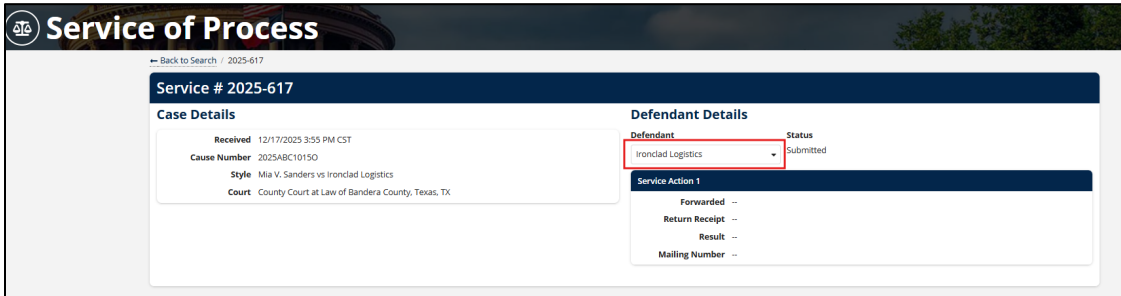 Service of Process
← Back to Search / 2025-617
Service # 2025-617
Case Details
Received 12/17/2025 3:55 PM CST
Cause Number 2025ABC1015O
Style Mia V. Sanders vs Ironclad Logistics
Court County Court at Law of Bandera County, Texas, TX
Defendant Details
Defendant
Ironclad Logistics
Status
Submitted
Service Action 1
Forwarded --
Return Receipt --
Result --
Mailing Number --